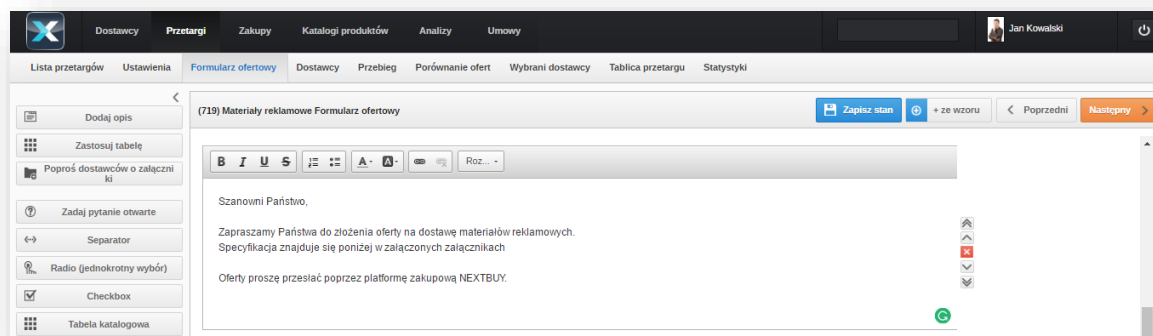 Dostawcy Przetargi Zakupy Katalogi produktów Analizy Umowy Jan Kowalski
Lista przetargów Ustawienia Formularz ofertowy Dostawcy Przebieg Porównanie ofert Wybrani dostawcy Tablica przetargu Statystyki
(719) Materiały reklamowe Formularz ofertowy Zapisz stan + ze wzoru Poprzedni Następny
Dodaj opis
Zastosuj tabelę
Poproś dostawców o załączni
ki
Zadaj pytanie otwarte
Separator
Radio (jednokrotny wybór)
Checkbox
Tabela katalogowa
B I U S A A Roz...
Szanowni Państwo,
Zapraszamy Państwa do złożenia oferty na dostawę materiałów reklamowych.
Specyfikacja znajduje się poniżej w załączonych załącznikach
Oferty proszę przesłać poprzez platformę zakupową NEXTBUY.